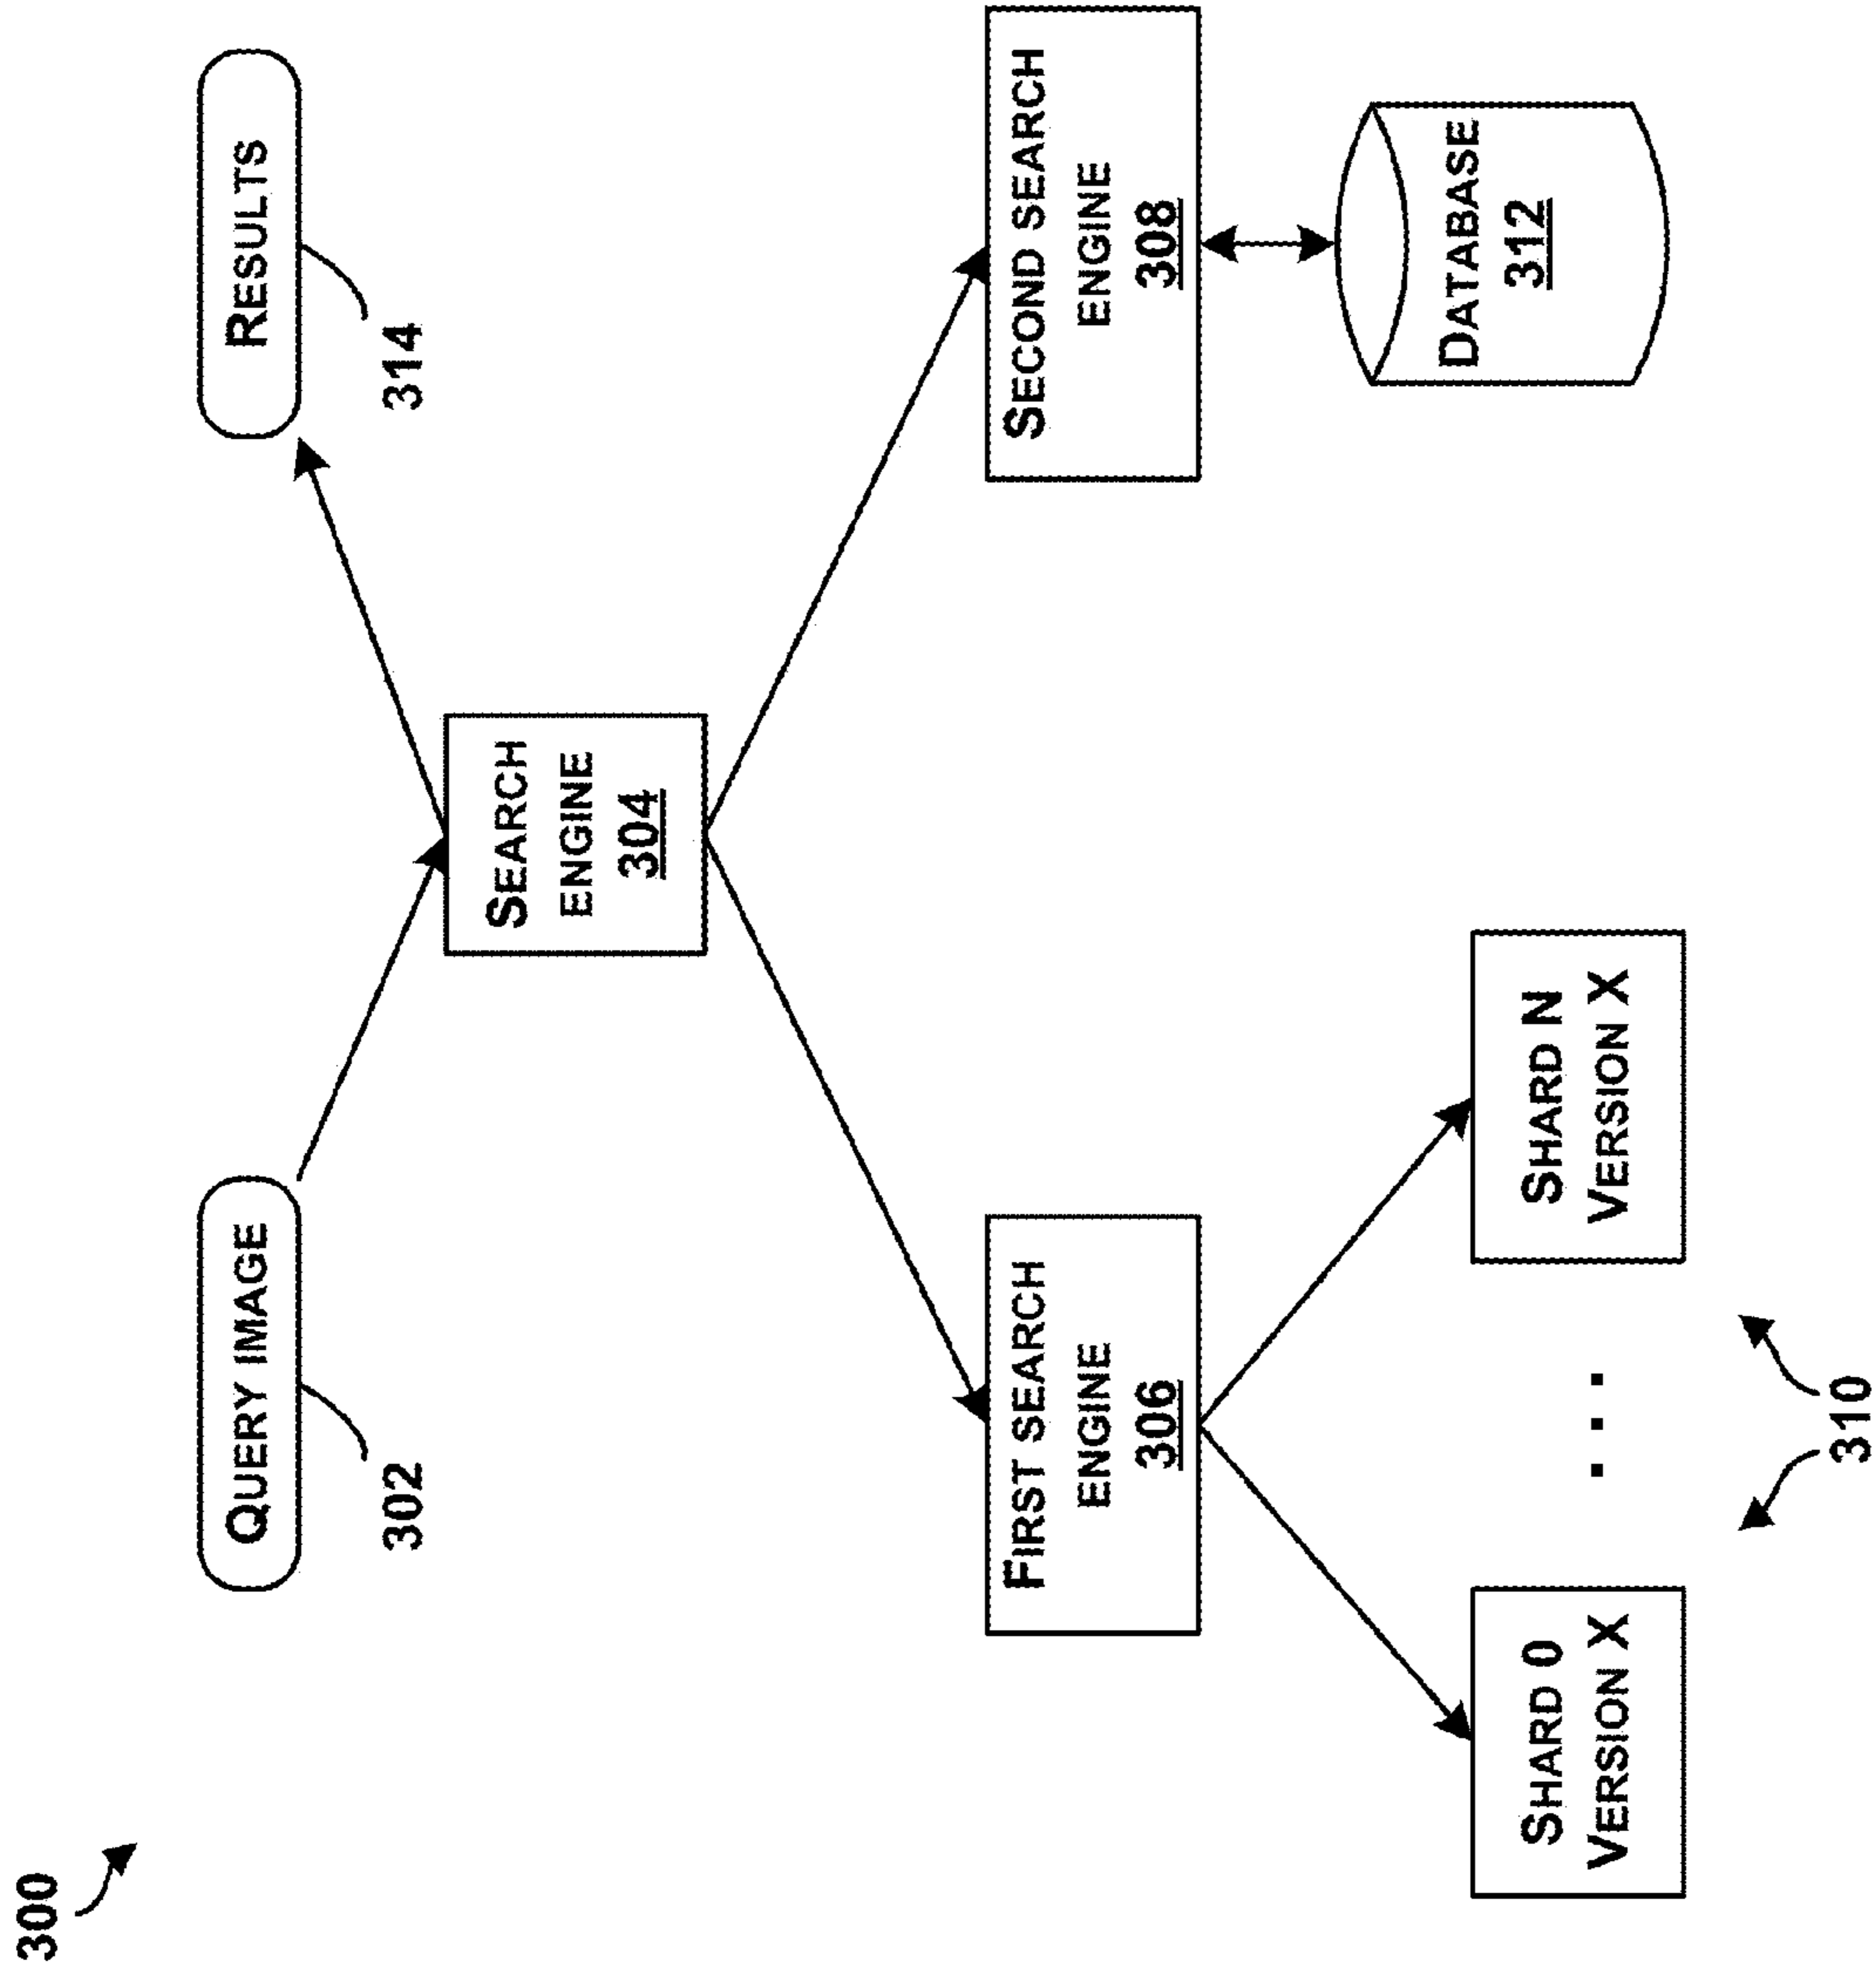 300
QUERY IMAGE
302
RESULTS
314
SEARCH
ENGINE
304
FIRST SEARCH
ENGINE
306
SECOND SEARCH
ENGINE
308
SHARD 0
VERSION X
. . .
SHARD N
VERSION X
310
DATABASE
312